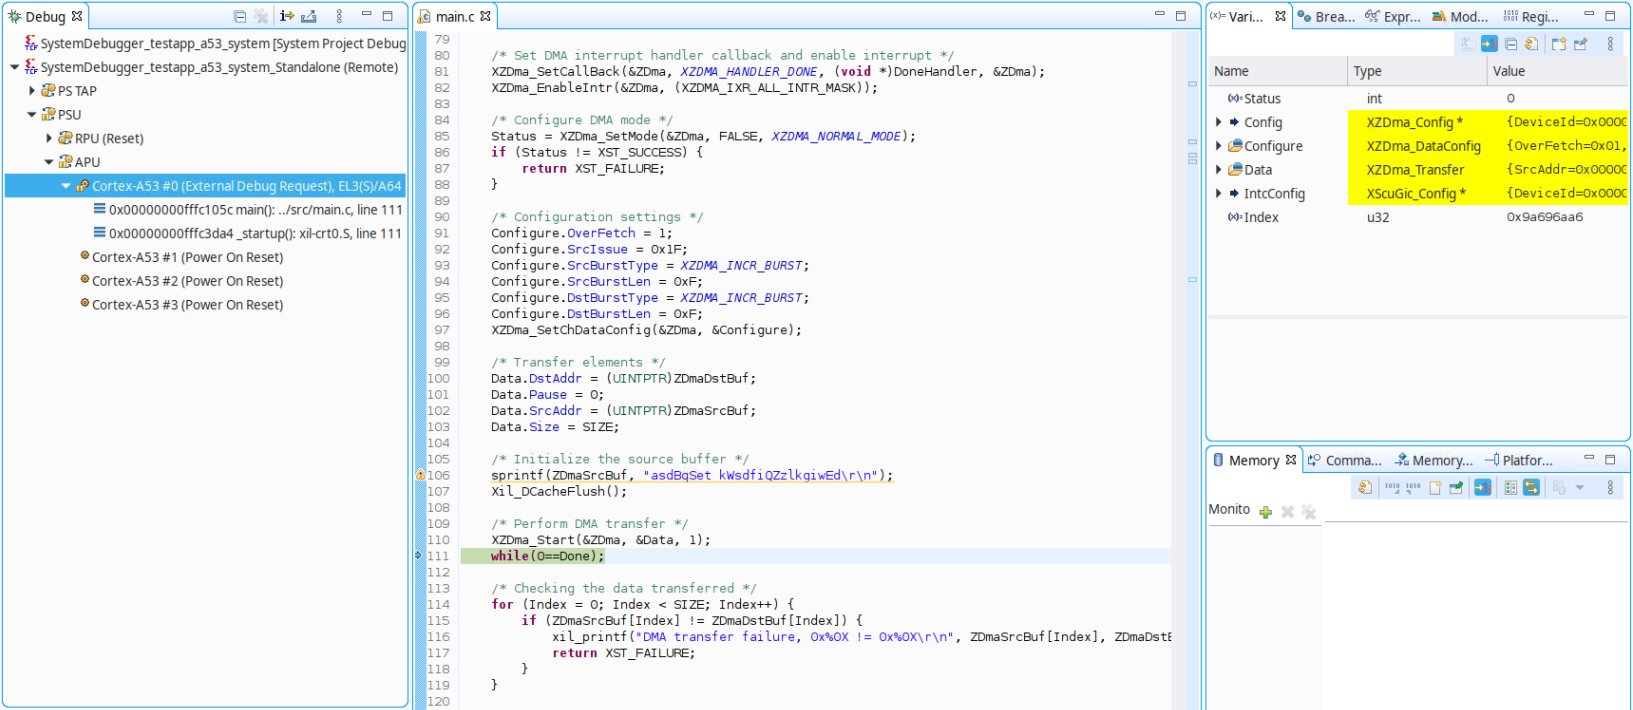 Debug
SystemDebugger_testapp_a53_system [System Project Debug
SystemDebugger_testapp_a53_system_Standalone (Remote)
PS TAP
PSU
RPU (Reset)
APU
Cortex-A53 #0 (External Debug Request), EL3(S)/A64
0x00000000fffc105c main(): ../src/main.c, line 111
0x00000000fffc3da4 _startup(): xil-crt0.S, line 111
Cortex-A53 #1 (Power On Reset)
Cortex-A53 #2 (Power On Reset)
Cortex-A53 #3 (Power On Reset)
main.c
79
80 /* Set DMA interrupt handler callback and enable interrupt */
81 XZDma_SetCallBack(&ZDma, XZDMA_HANDLER_DONE, (void *)DoneHandler, &ZDma);
82 XZDma_EnableIntr(&ZDma, (XZDMA_IXR_ALL_INTR_MASK));
83
84 /* Configure DMA mode */
85 Status = XZDma_SetMode(&ZDma, FALSE, XZDMA_NORMAL_MODE);
86 if (Status != XST_SUCCESS) {
87 return XST_FAILURE;
88 }
89
90 /* Configuration settings */
91 Configure.OverFetch = 1;
92 Configure.SrcIssue = 0x1F;
93 Configure.SrcBurstType = XZDMA_INCR_BURST;
94 Configure.SrcBurstLen = 0xF;
95 Configure.DstBurstType = XZDMA_INCR_BURST;
96 Configure.DstBurstLen = 0xF;
97 XZDma_SetChDataConfig(&ZDma, &Configure);
98
99 /* Transfer elements */
100 Data.DstAddr = (UINTPTR)ZDmaDstBuf;
101 Data.Pause = 0;
102 Data.SrcAddr = (UINTPTR)ZDmaSrcBuf;
103 Data.Size = SIZE;
104
105 /* Initialize the source buffer */
106 sprintf(ZDmaSrcBuf, "asdBqSet kWsdfiQZzlkgiwEd\r\n");
107 Xil_DCacheFlush();
108
109 /* Perform DMA transfer */
110 XZDma_Start(&ZDma, &Data, 1);
111 while(0==Done);
112
113 /* Checking the data transferred */
114 for (Index = 0; Index < SIZE; Index++) {
115 if (ZDmaSrcBuf[Index] != ZDmaDstBuf[Index]) {
116 xil_printf("DMA transfer failure, 0x%0X != 0x%0X\r\n", ZDmaSrcBuf[Index], ZDmaDstB
117 return XST_FAILURE;
118 }
119 }
120
(x)= Vari... Brea... Expr... Mod... Regi...
Name Type Value
(x)= Status int 0
Config XZDma_Config * {DeviceId=0x0000
Configure XZDma_DataConfig {OverFetch=0x01,
Data XZDma_Transfer {SrcAddr=0x0000
IntcConfig XScuGic_Config * {DeviceId=0x0000
(x)= Index u32 0x9a696aa6
Memory Comma... Memory... Platfor...
Monito